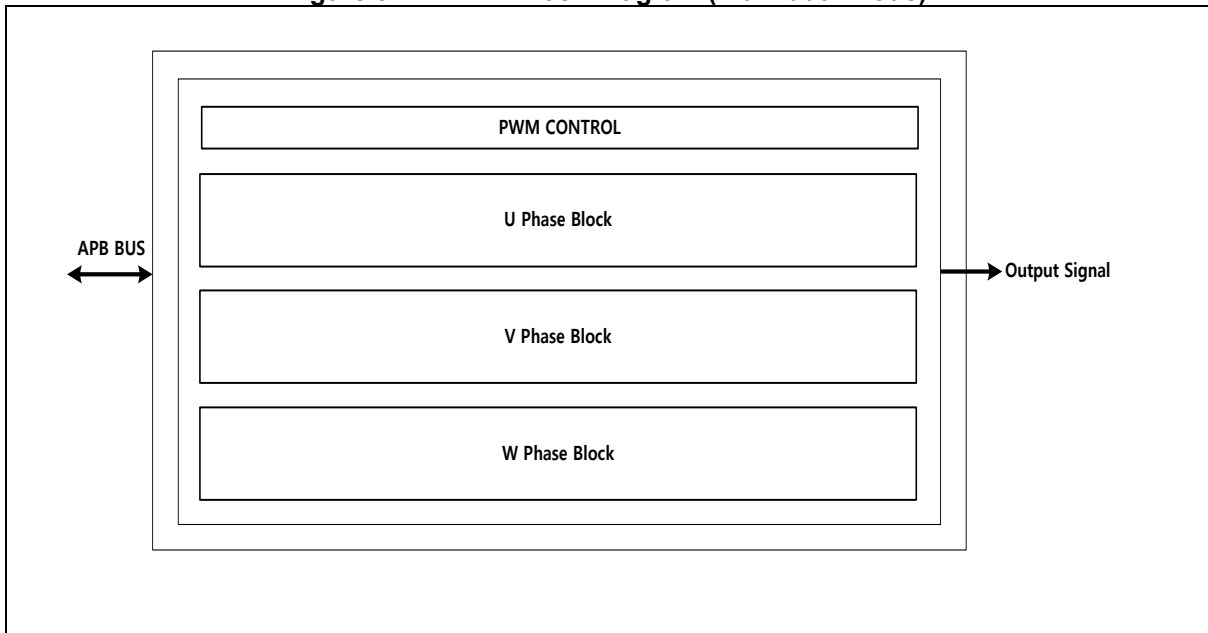 PWM CONTROL
U Phase Block
APB BUS
Output Signal
V Phase Block
W Phase Block